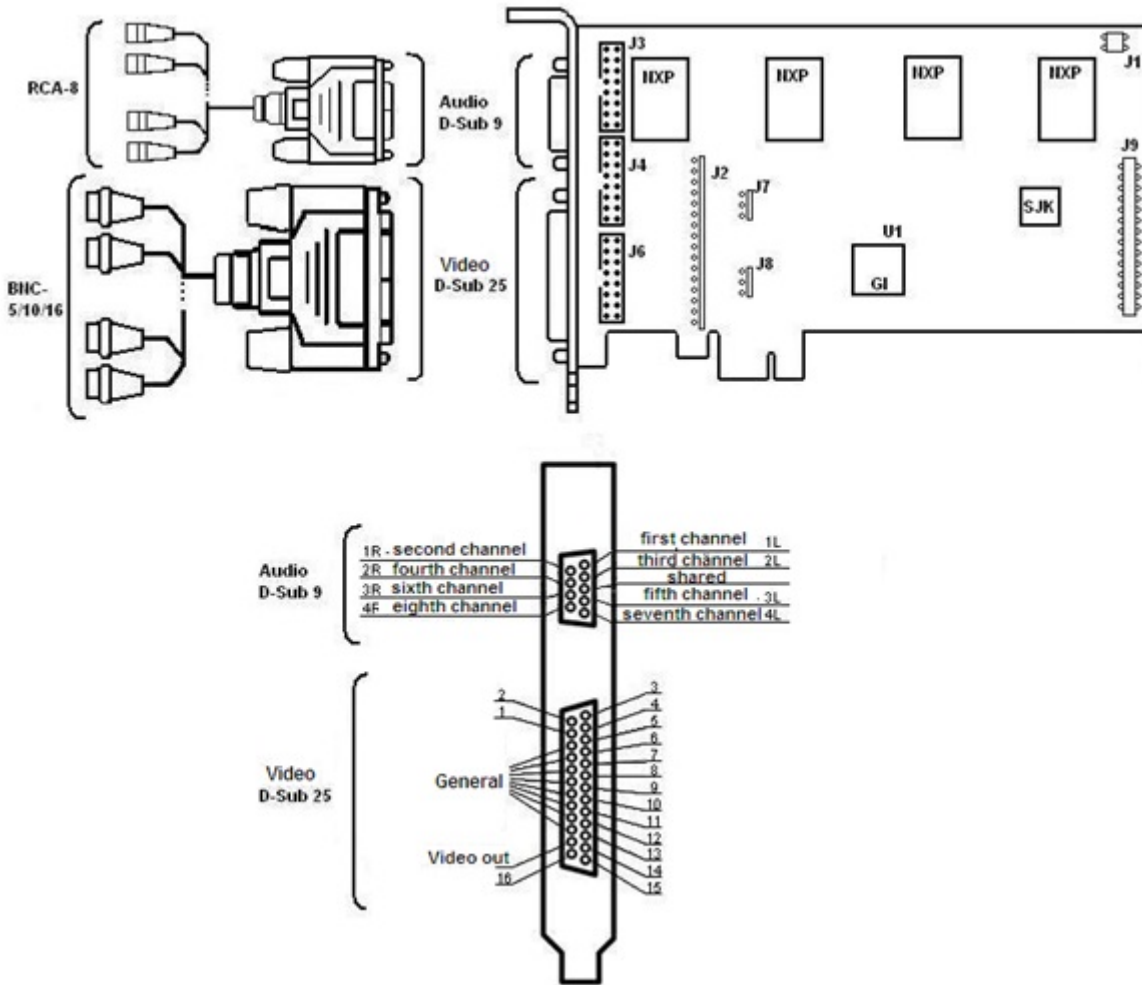 RCA-8
Audio
D-Sub 9
J3
NXP
NXP
NXP
NXP
J1
J4
J2
J7
J9
SJK
BNC-
5/10/16
Video
D-Sub 25
J6
J8
U1
GI
Audio
D-Sub 9
1R - second channel
2R fourth channel
3R sixth channel
4F eighth channel
first channel 1L
third channel 2L
shared
fifth channel . 3L
seventh channel 4L
Video
D-Sub 25
2
1
General
Video out
16
3
4
5
6
7
8
9
10
11
12
13
14
15